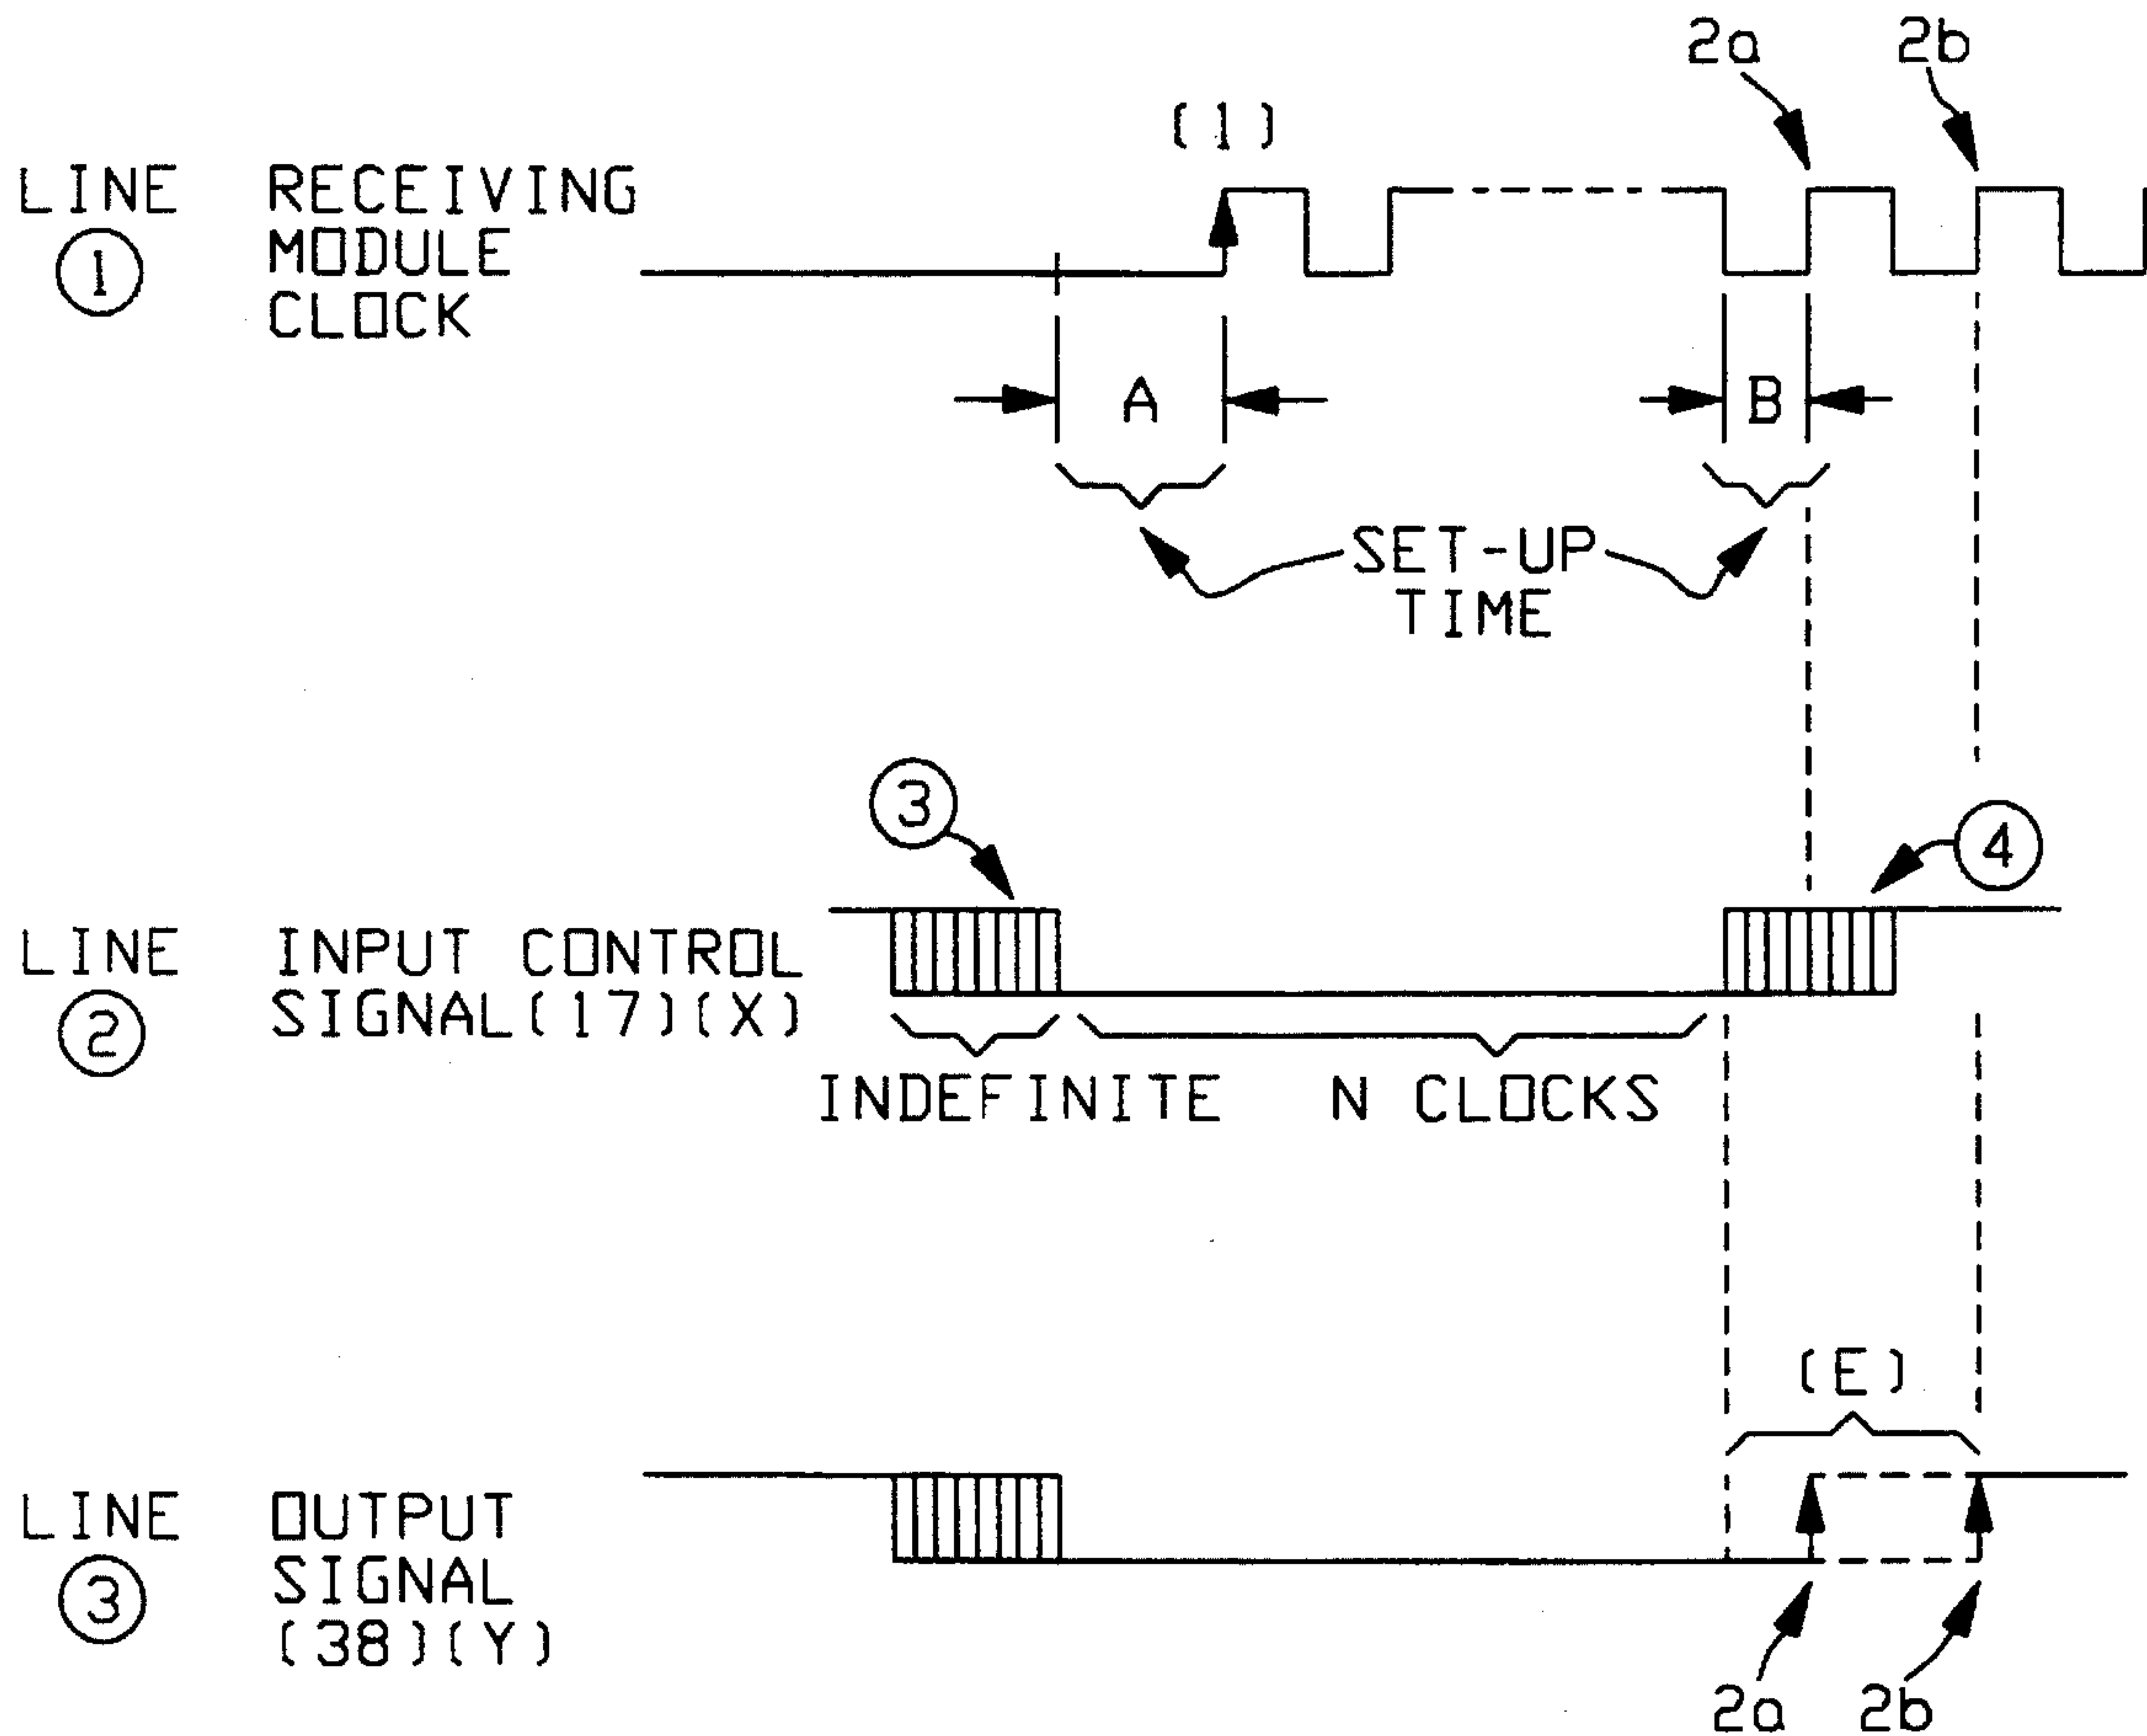 2a 2b
(1)
LINE RECEIVING
① MODULE
CLOCK
A B
SET-UP
TIME
③ ④
LINE INPUT CONTROL
② SIGNAL(17)(X)
INDEFINITE N CLOCKS
(E)
LINE OUTPUT
③ SIGNAL
(38)(Y)
2a 2b